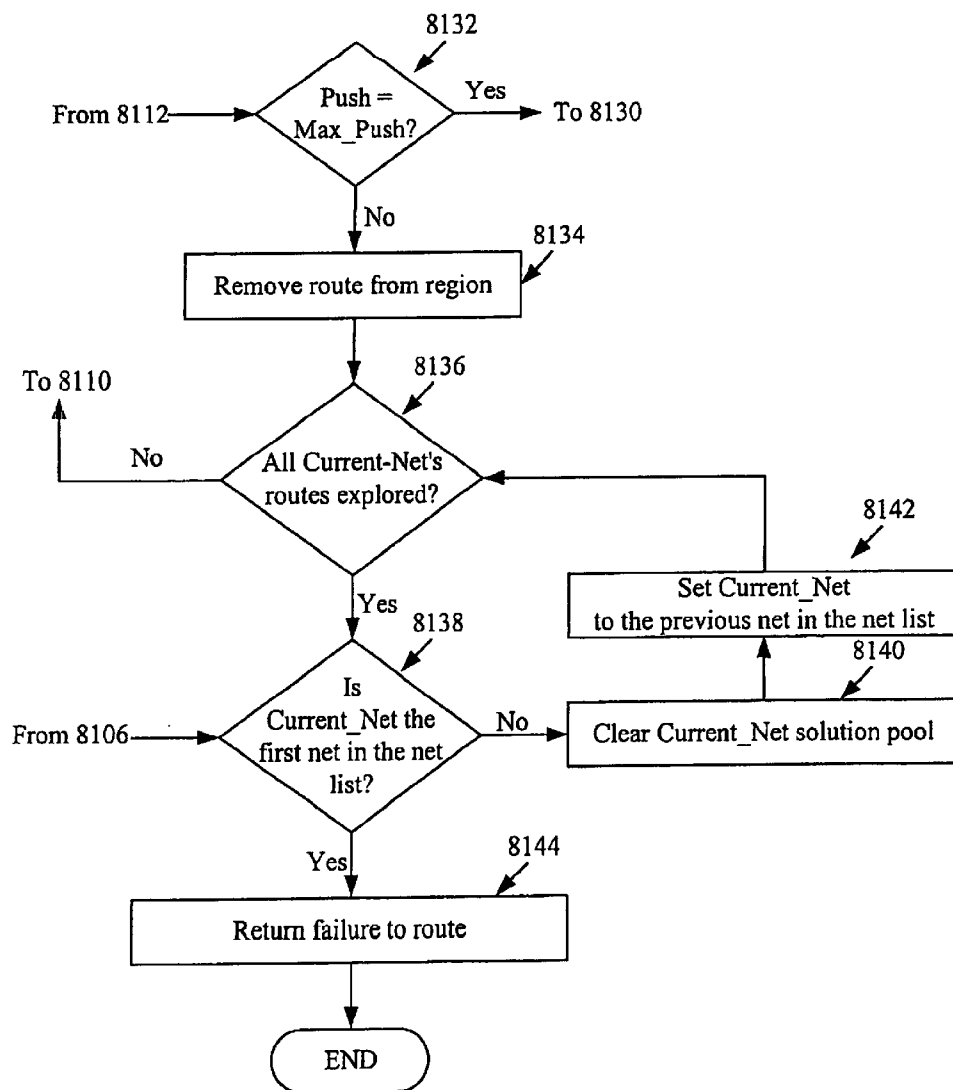 8132
Push =
Max_Push?
From 8112
Yes
To 8130
No
8134
Remove route from region
8136
To 8110
No
All Current-Net's
routes explored?
8142
Set Current_Net
to the previous net in the net list
Yes
8138
8140
Is
Current_Net the
first net in the net
list?
From 8106
No
Clear Current_Net solution pool
Yes
8144
Return failure to route
END